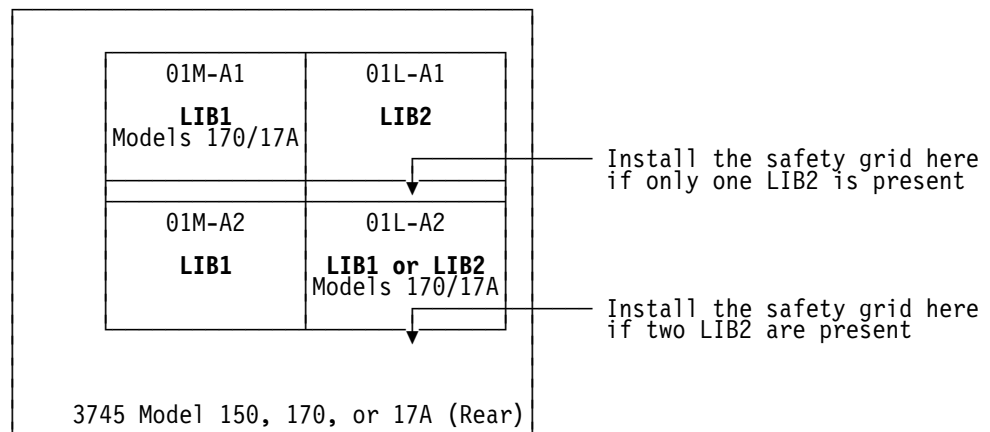 01M-A1
LIB1
Models 170/17A
01L-A1
LIB2
Install the safety grid here
if only one LIB2 is present
01M-A2
LIB1
01L-A2
LIB1 or LIB2
Models 170/17A
Install the safety grid here
if two LIB2 are present
3745 Model 150, 170, or 17A (Rear)